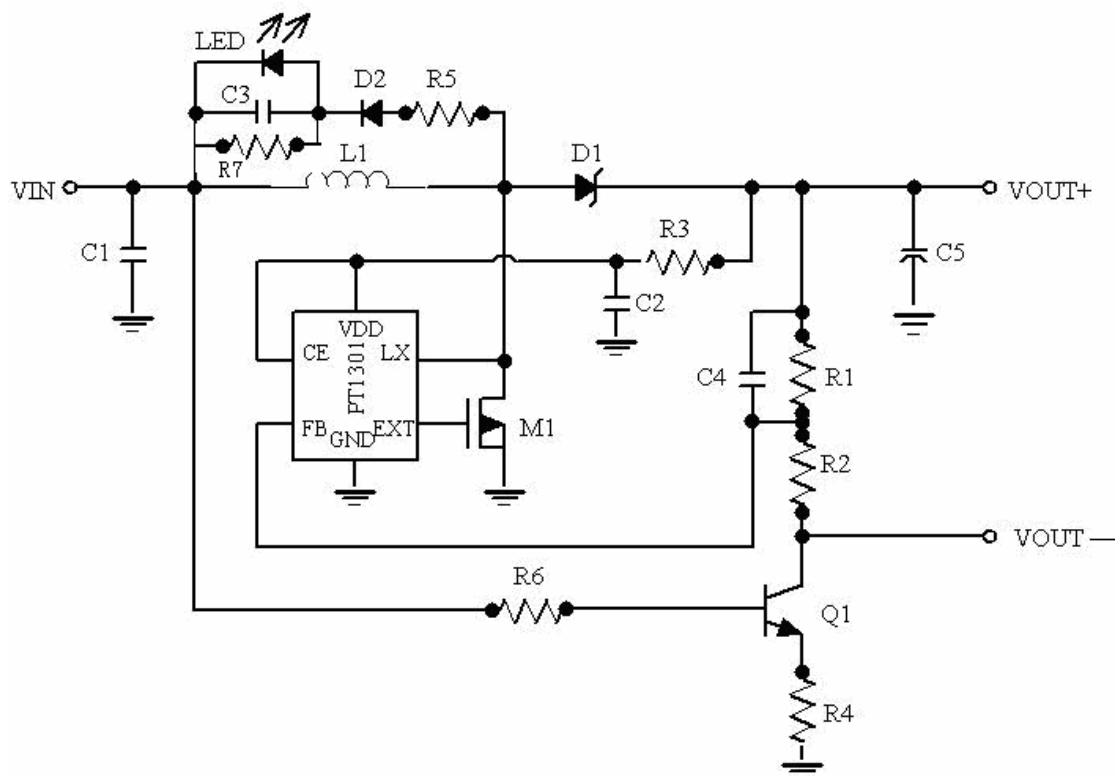 LED
D2
R5
C3
R7
L1
D1
VIN
VOUT+
C1
R3
C5
C2
VDD
CE
LX
PT1301
C4
R1
FB
GND
EXT
M1
R2
VOUT —
R6
Q1
R4